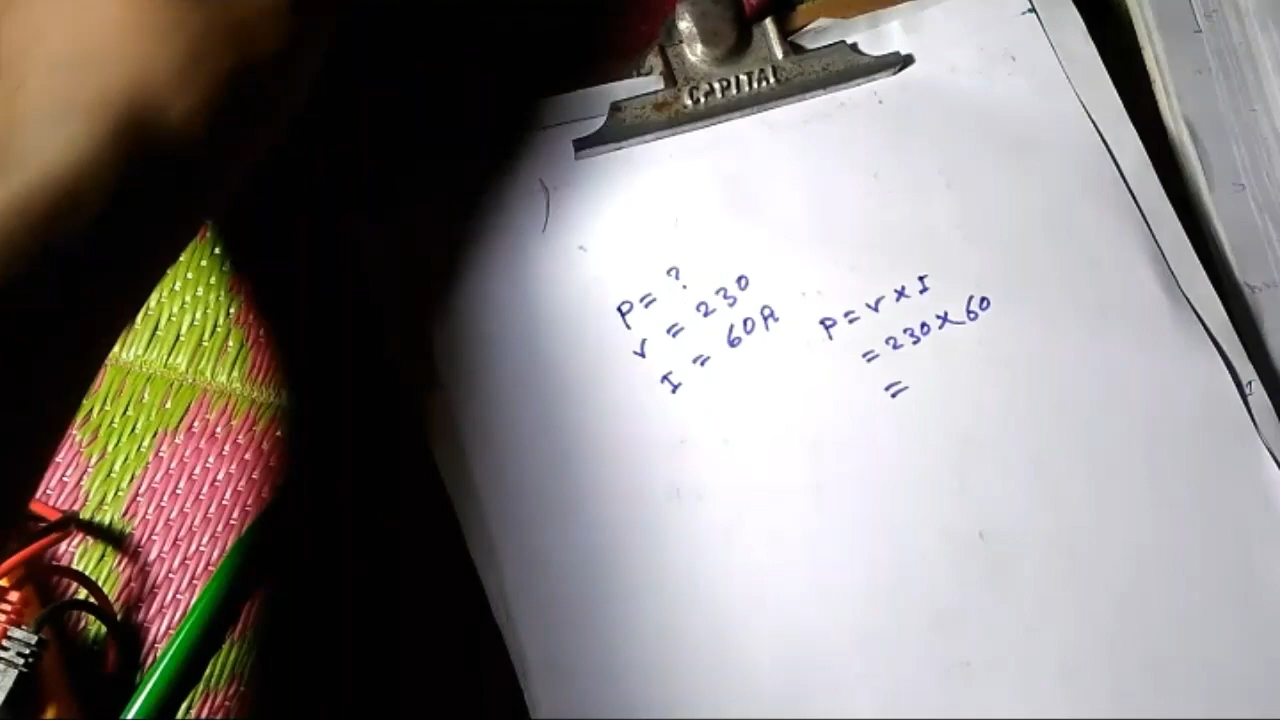 CAPITAL
P = ?
V = 230
I = 60A
P = V × I
= 230 × 60
=